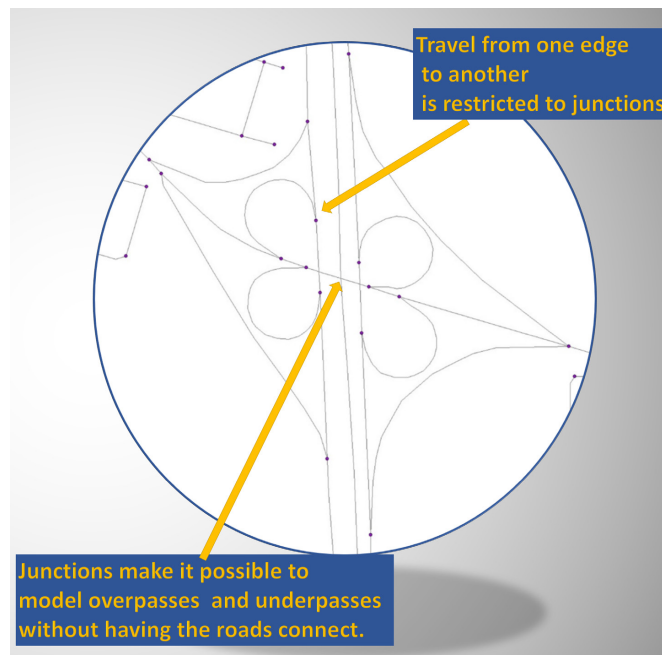 Travel from one edge
to another
is restricted to junctions
Junctions make it possible to
model overpasses and underpasses
without having the roads connect.